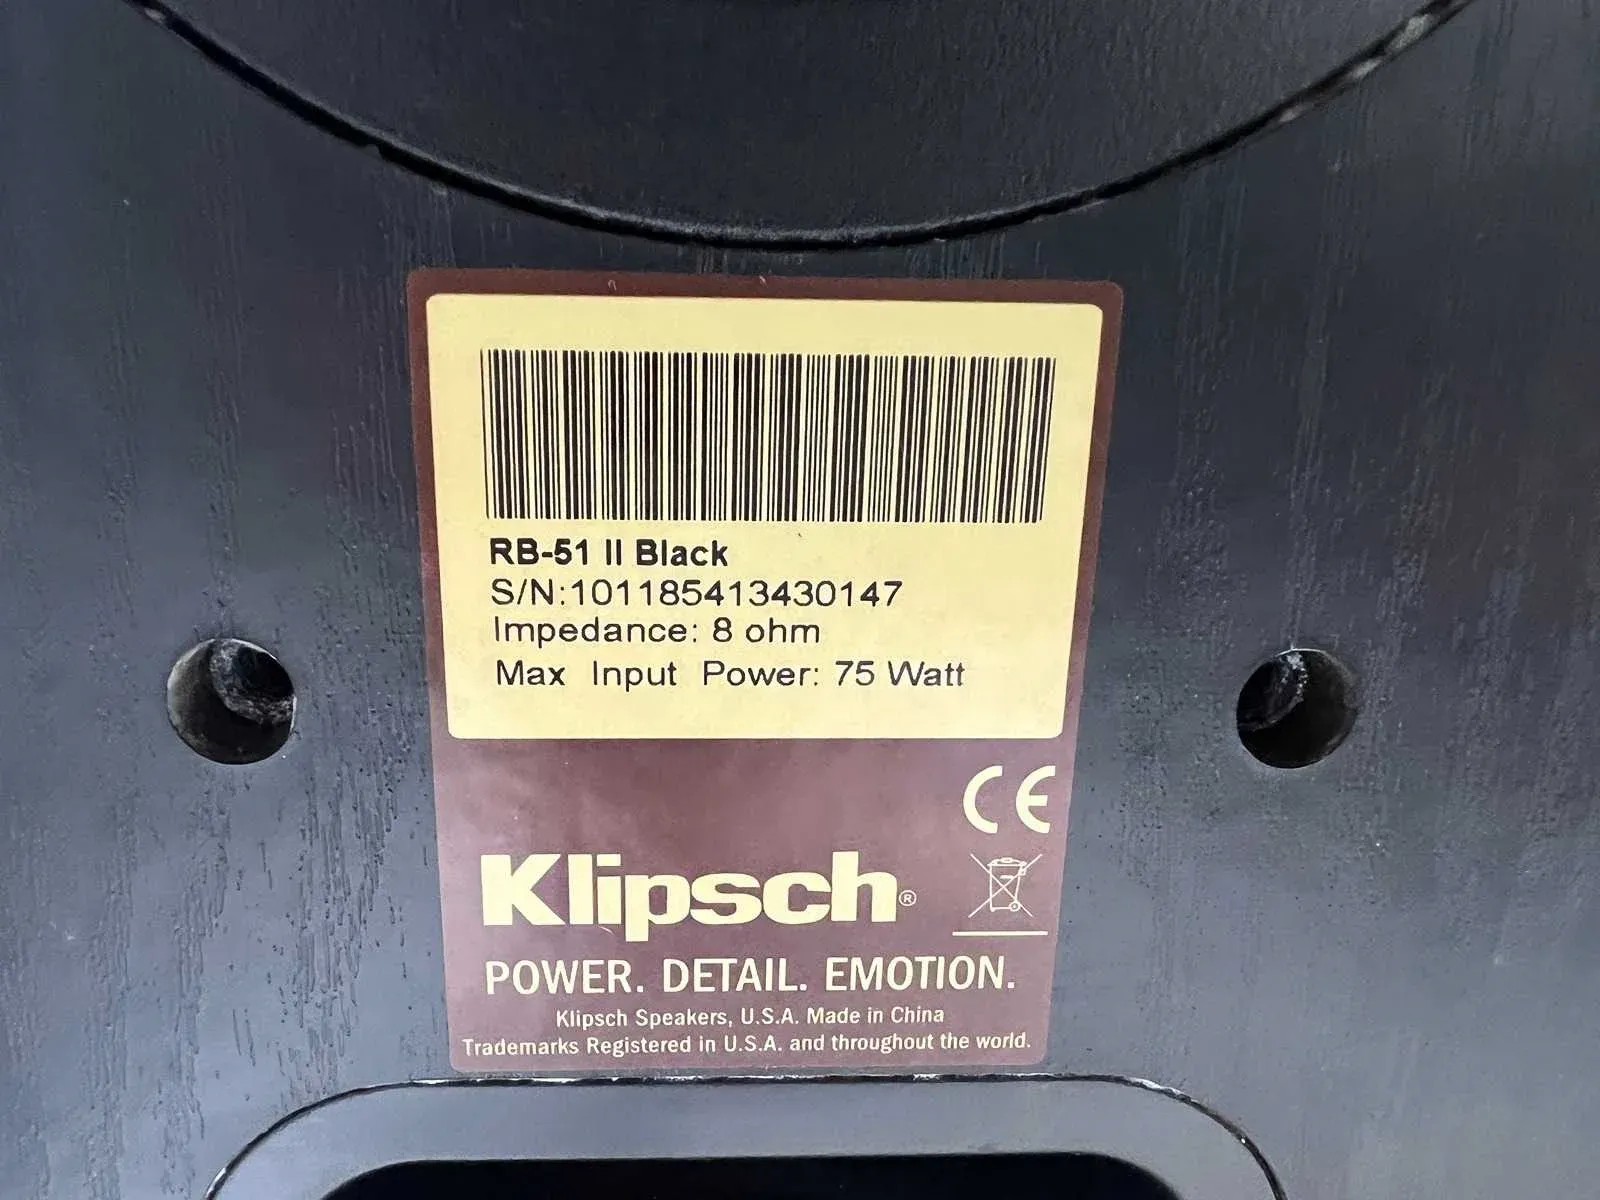 RB-51 II Black
S/N:101185413430147
Impedance: 8 ohm
Max Input Power: 75 Watt
CE
Klipsch®
POWER. DETAIL. EMOTION.
Klipsch Speakers, U.S.A. Made in China
Trademarks Registered in U.S.A. and throughout the world.